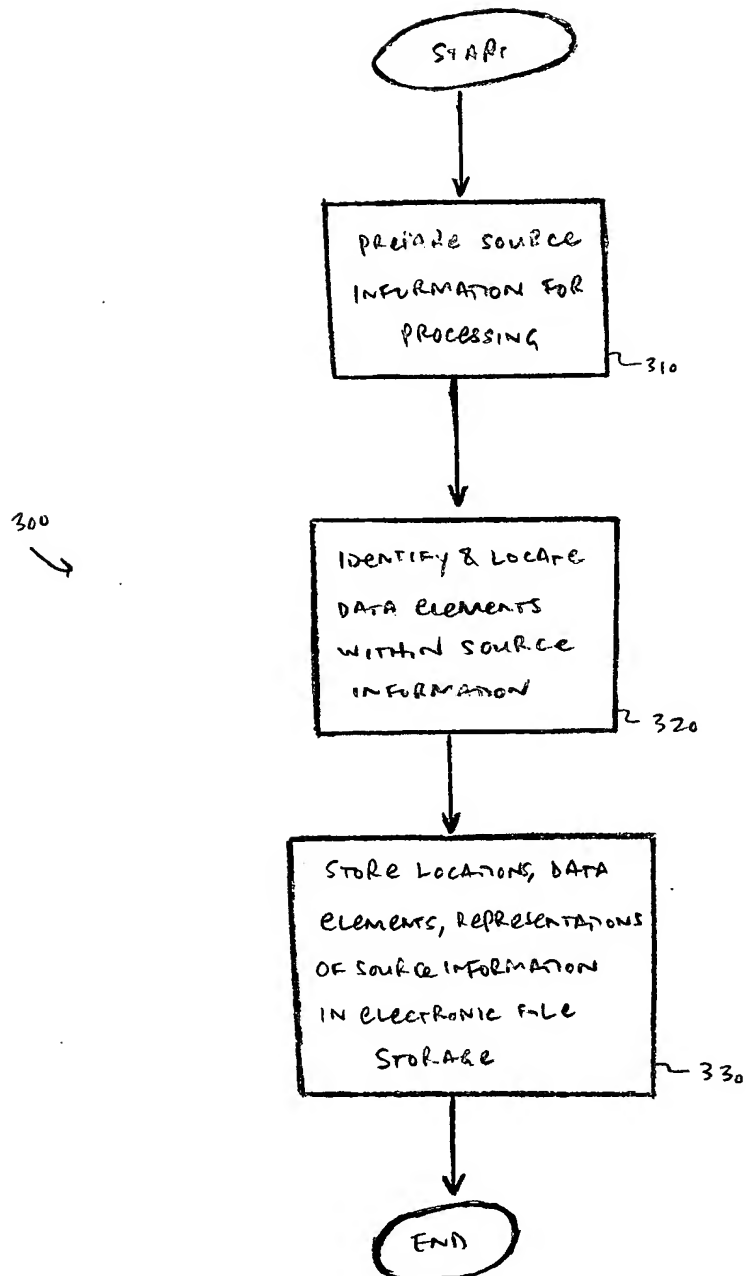 START
PREPARE SOURCE
INFORMATION FOR
PROCESSING
310
300
IDENTIFY & LOCATE
DATA ELEMENTS
WITHIN SOURCE
INFORMATION
320
STORE LOCATIONS, DATA
ELEMENTS, REPRESENTATIONS
OF SOURCE INFORMATION
IN ELECTRONIC FILE
STORAGE
330
END